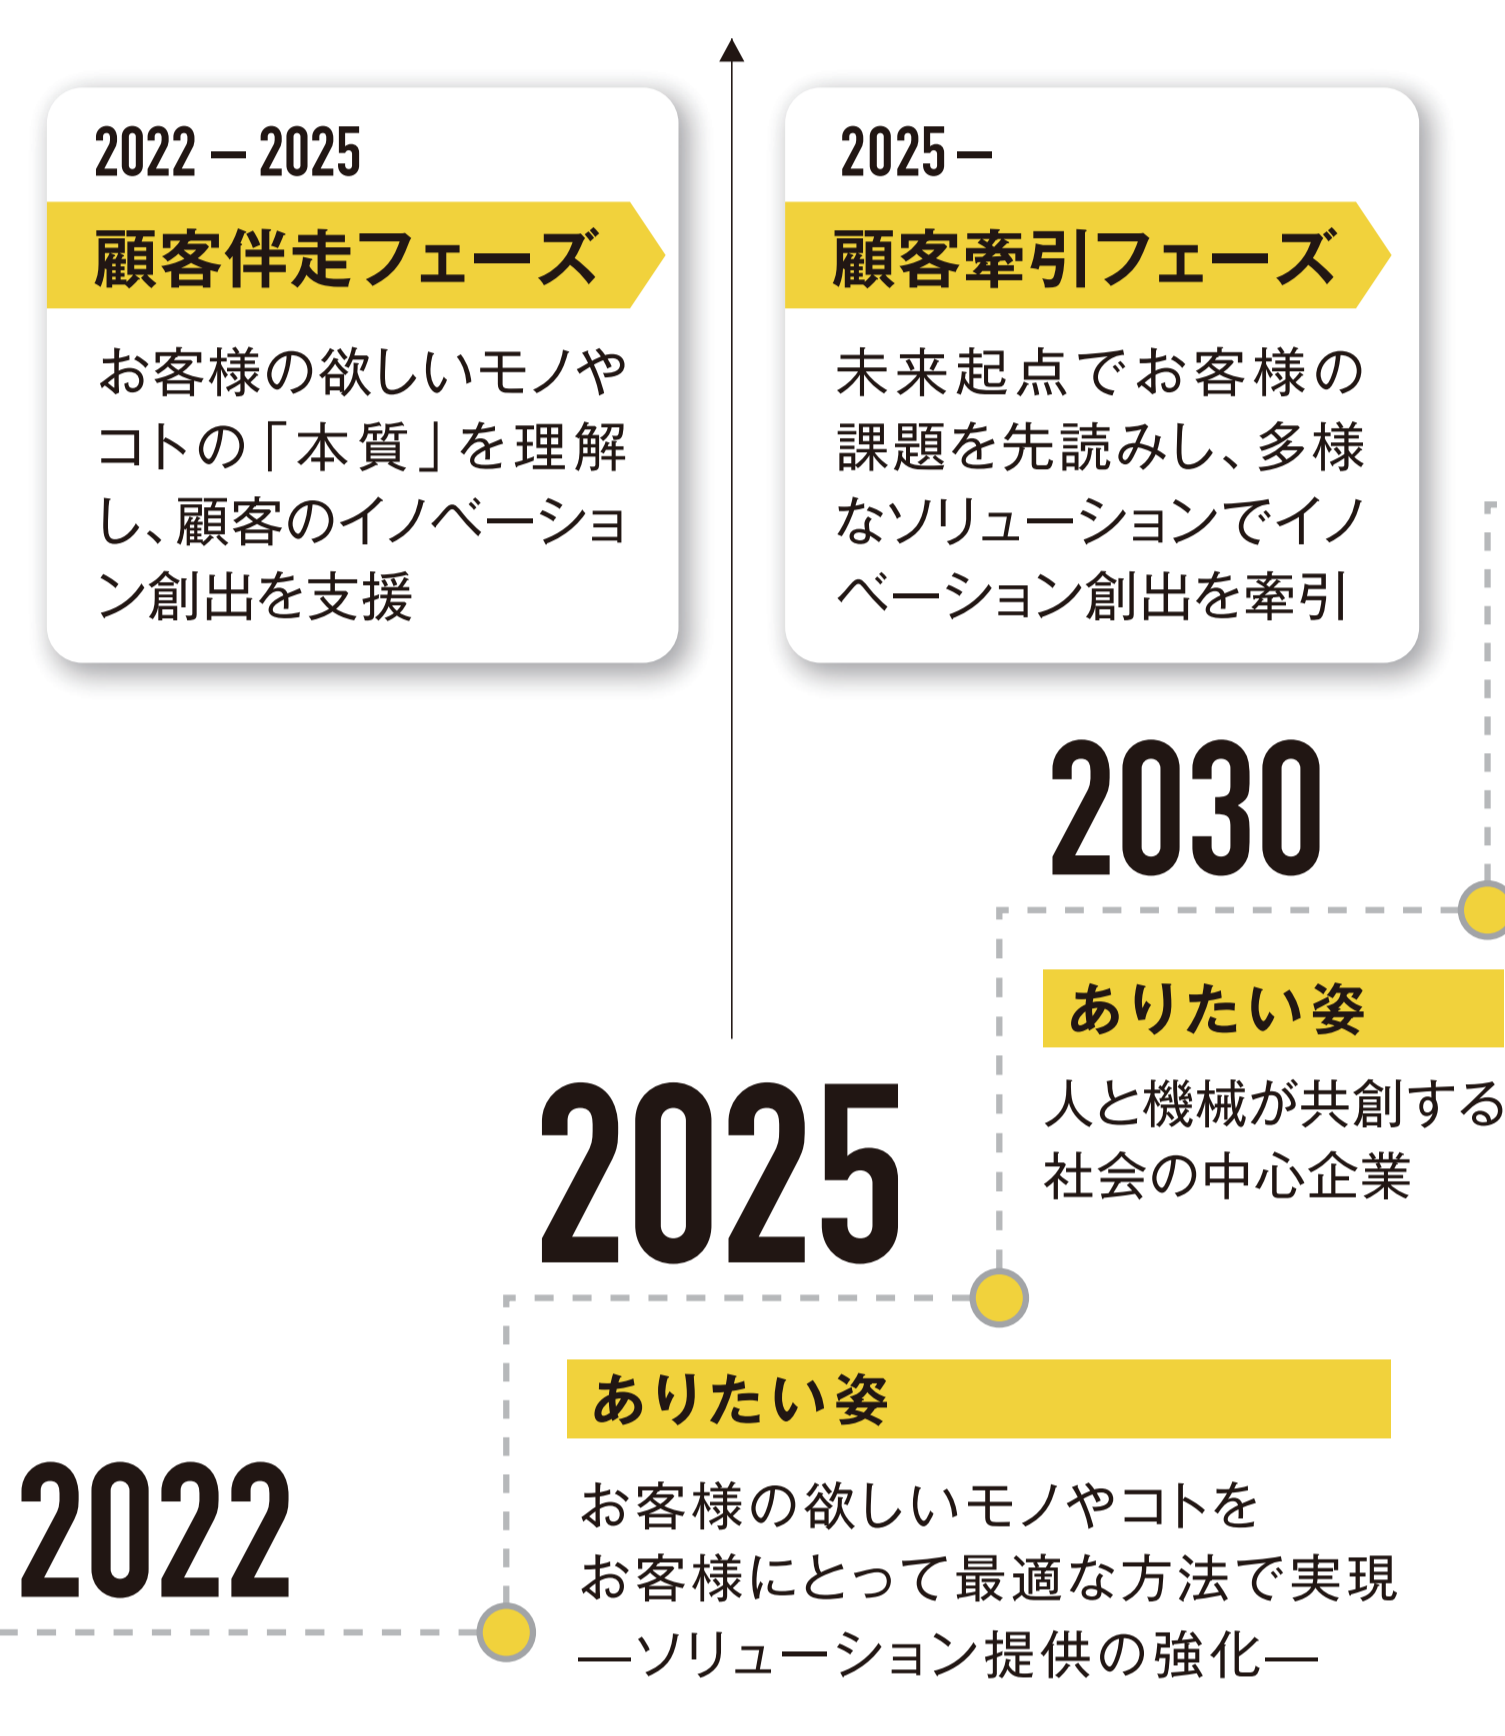 2022 – 2025
顧客伴走フェーズ
お客様の欲しいモノや
コトの「本質」を理解
し、顧客のイノベーショ
ン創出を支援
2025 –
顧客牽引フェーズ
未来起点でお客様の
課題を先読みし、多様
なソリューションでイノ
ベーション創出を牽引
2030
ありたい姿
人と機械が共創する
社会の中心企業
2025
ありたい姿
お客様の欲しいモノやコトを
お客様にとって最適な方法で実現
―ソリューション提供の強化―
2022